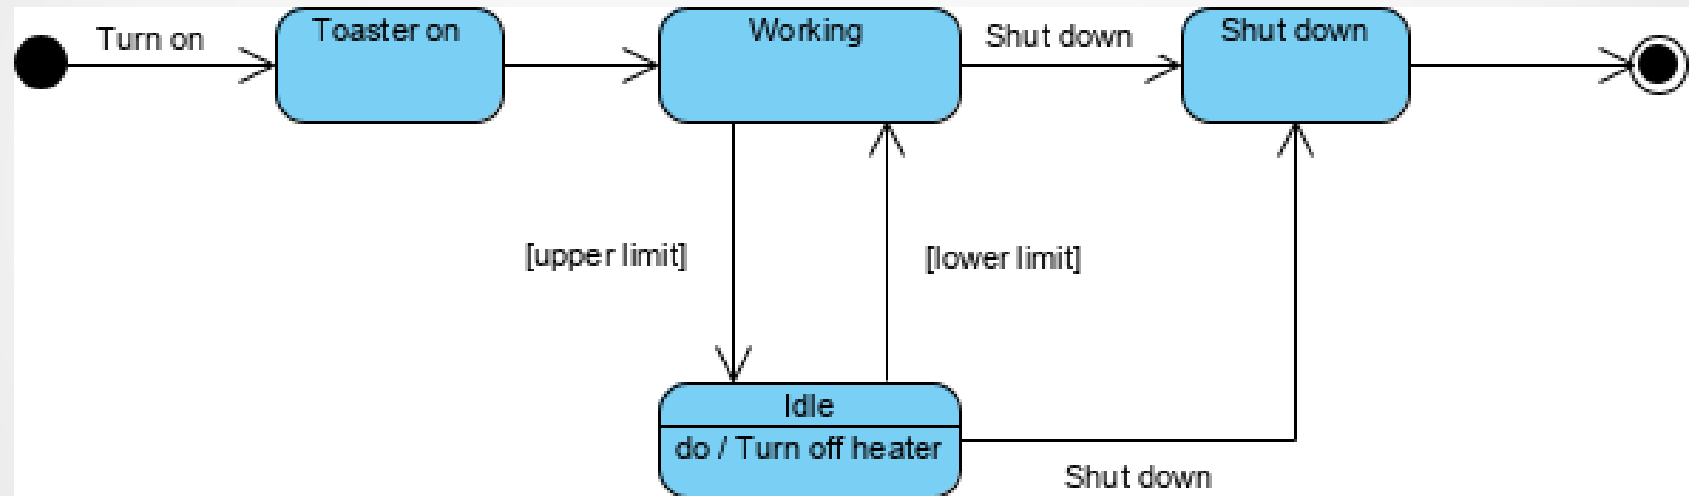 Turn on
Toaster on
Working
Shut down
Shut down
[upper limit]
[lower limit]
Idle
do / Turn off heater
Shut down